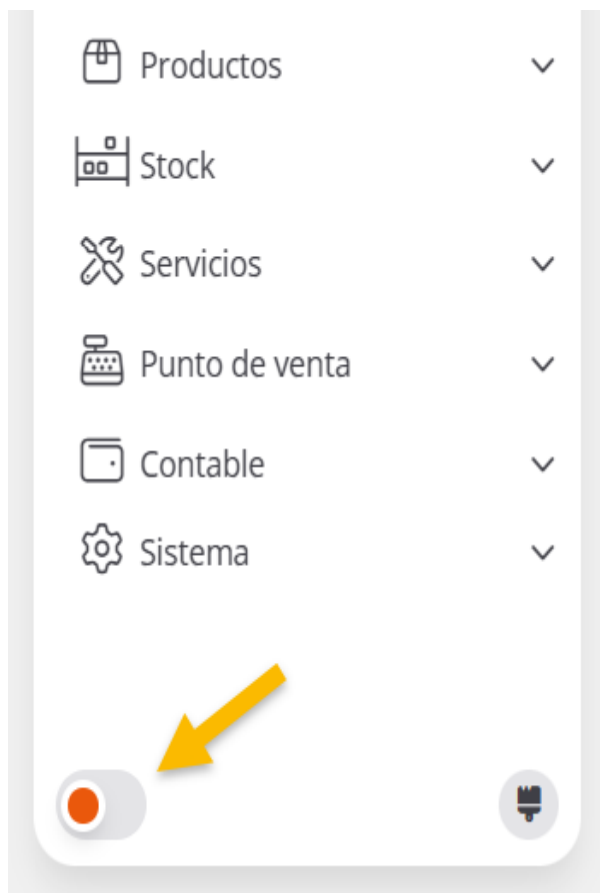 Productos
Stock
Servicios
Punto de venta
Contable
Sistema